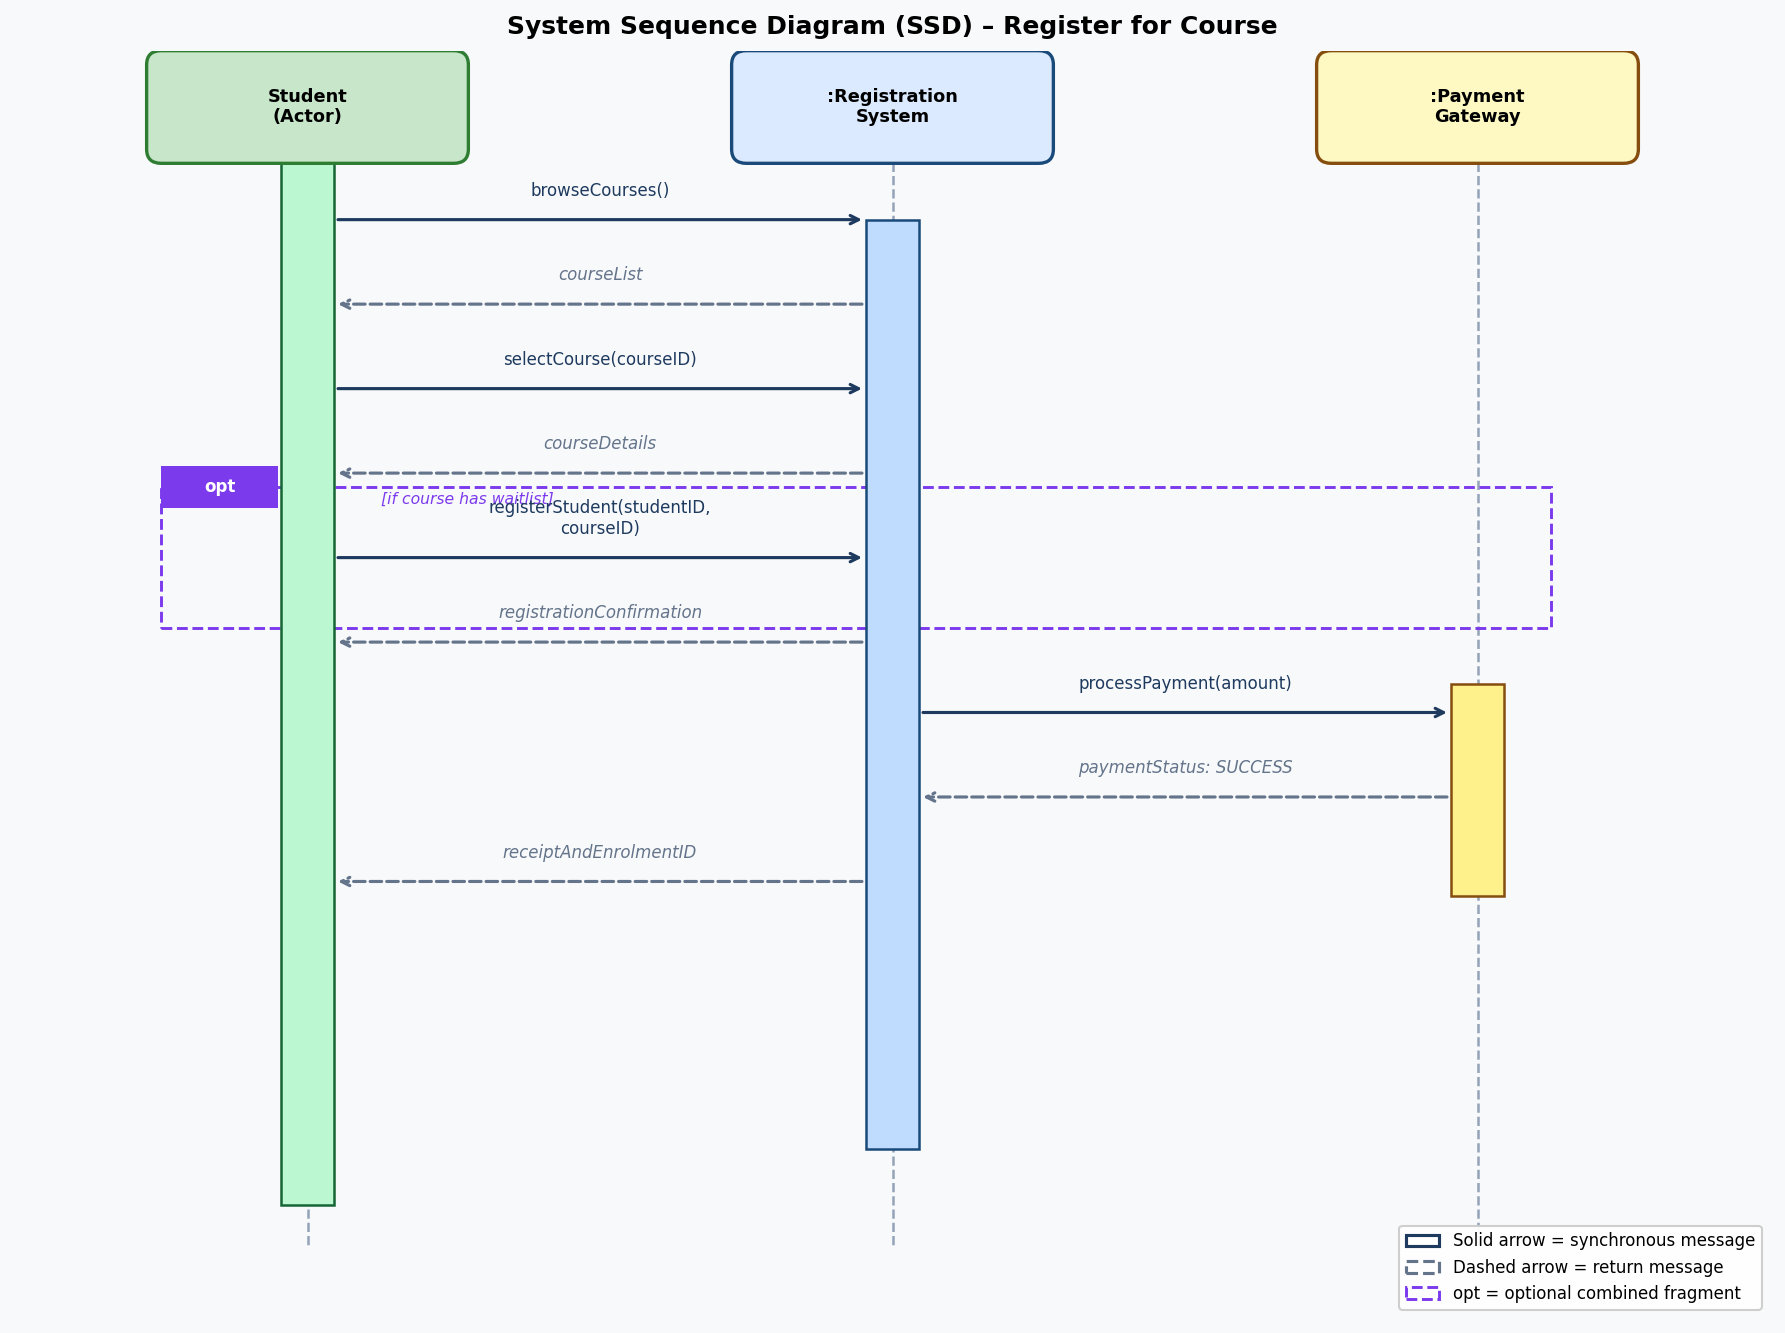 System Sequence Diagram (SSD) – Register for Course
Student
(Actor)
:Registration
System
:Payment
Gateway
browseCourses()
courseList
selectCourse(courseID)
courseDetails
opt
[if course has waitlist]
registerStudent(studentID,
courseID)
registrationConfirmation
processPayment(amount)
paymentStatus: SUCCESS
receiptAndEnrolmentID
Solid arrow = synchronous message
Dashed arrow = return message
opt = optional combined fragment